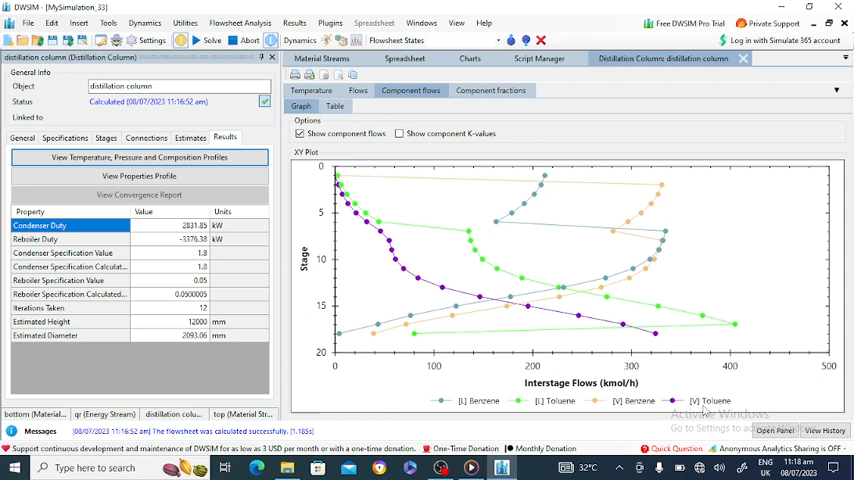 DWSIM - [MySimulation_33]
File Edit Insert Tools Dynamics Utilities Flowsheet Analysis Results Plugins Spreadsheet Windows View Help
Free DWSIM Pro Trial Private Support
Settings Solve Abort Dynamics Flowsheet States
Log in with Simulate 365 account
distillation column (Distillation Column)
Material Streams Spreadsheet Charts Script Manager Distillation Column: distillation column
General Info
Object distillation column
Status Calculated (08/07/2023 11:16:52 am)
Linked to
General Specifications Stages Connections Estimates Results
View Temperature, Pressure and Composition Profiles
View Properties Profile
View Convergence Report
Property Value Units
Condenser Duty 2831.85 kW
Reboiler Duty -3376.38 kW
Condenser Specification Value 1.8
Condenser Specification Calculat... 1.8
Reboiler Specification Value 0.05
Reboiler Specification Calculated... 0.0500005
Iterations Taken 12
Estimated Height 12000 mm
Estimated Diameter 2093.06 mm
Temperature Flows Component flows Component fractions
Graph Table
Options
Show component flows Show component K-values
XY Plot
0
5
10
15
20
Stage
0 100 200 300 400 500
Interstage Flows (kmol/h)
[L] Benzene [L] Toluene [V] Benzene [V] Toluene
Activate Windows
Go to Settings to
bottom (Material... qr (Energy Stream) distillation colu... top (Material Str...
Messages [08/07/2023 11:16:52 am] The flowsheet was calculated successfully. (1.185s)
Open Panel View History
Support continued development and maintenance of DWSIM for as low as 3 USD per month or with a one-time donation. One-Time Donation Monthly Donation
Quick Question Anonymous Analytics Sharing is OFF
Type here to search
32°C
ENG
UK
11:18 am
08/07/2023